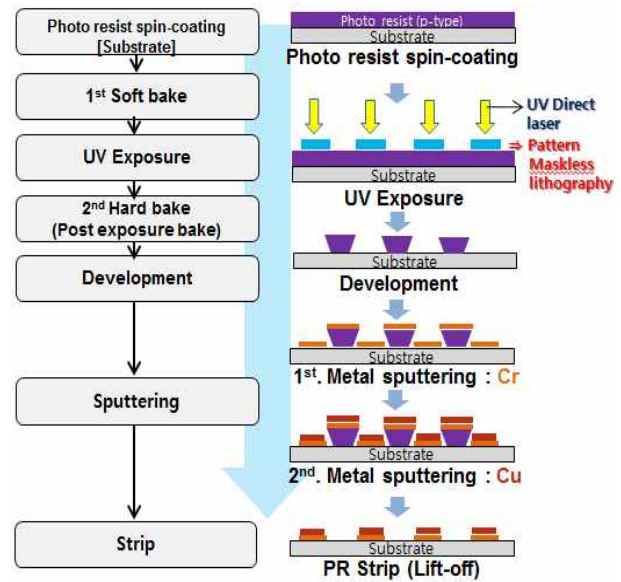 Photo resist spin-coating
[Substrate]
1st Soft bake
UV Exposure
2nd Hard bake
(Post exposure bake)
Development
Sputtering
Strip
Photo resist (p-type)
Substrate
Photo resist spin-coating
UV Direct
laser
⇒ Pattern
Maskless
lithography
Substrate
UV Exposure
Substrate
Development
Substrate
1st. Metal sputtering : Cr
Substrate
2nd. Metal sputtering : Cu
Substrate
PR Strip (Lift-off)